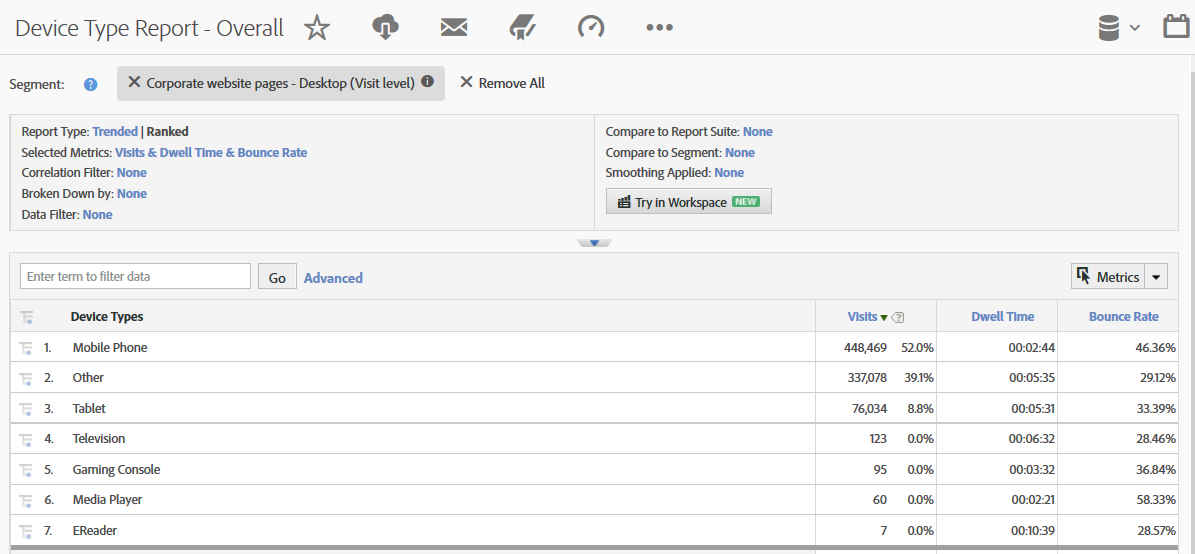 Device Type Report - Overall
Segment: ? Corporate website pages - Desktop (Visit level) i Remove All
Report Type: Trended | Ranked
Selected Metrics: Visits & Dwell Time & Bounce Rate
Correlation Filter: None
Broken Down by: None
Data Filter: None
Compare to Report Suite: None
Compare to Segment: None
Smoothing Applied: None
Try in Workspace NEW
Enter term to filter data Go Advanced Metrics
Device Types Visits ? Dwell Time Bounce Rate
1. Mobile Phone 448,469 52.0% 00:02:44 46.36%
2. Other 337,078 39.1% 00:05:35 29.12%
3. Tablet 76,034 8.8% 00:05:31 33.39%
4. Television 123 0.0% 00:06:32 28.46%
5. Gaming Console 95 0.0% 00:03:32 36.84%
6. Media Player 60 0.0% 00:02:21 58.33%
7. EReader 7 0.0% 00:10:39 28.57%